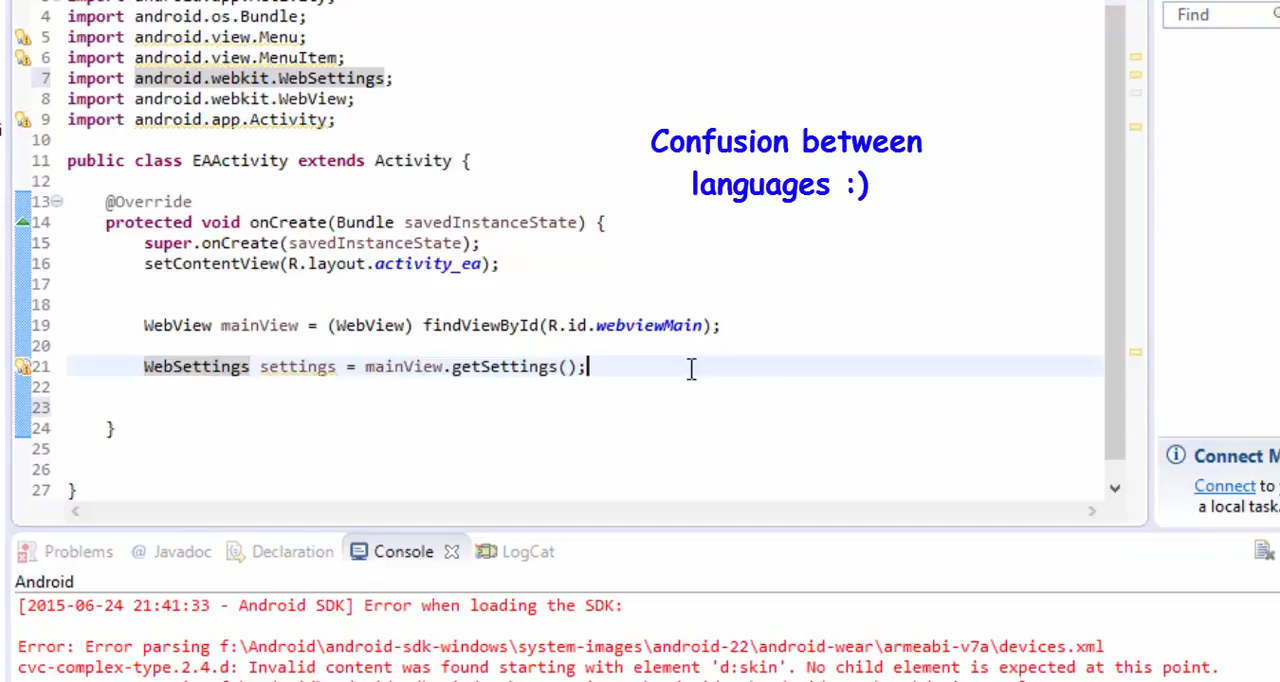 4 import android.os.Bundle;
5 import android.view.Menu;
6 import android.view.MenuItem;
7 import android.webkit.WebSettings;
8 import android.webkit.WebView;
9 import android.app.Activity;
10
11 public class EAActivity extends Activity {
12
13 @Override
14 protected void onCreate(Bundle savedInstanceState) {
15 super.onCreate(savedInstanceState);
16 setContentView(R.layout.activity_ea);
17
18
19 WebView mainView = (WebView) findViewById(R.id.webviewMain);
20
21 WebSettings settings = mainView.getSettings();
22
23
24 }
25
26
27 }
Confusion between
languages :)
Find
Connect
Connect to
a local task.
Problems @ Javadoc Declaration Console LogCat
Android
[2015-06-24 21:41:33 - Android SDK] Error when loading the SDK:
Error: Error parsing f:\Android\android-sdk-windows\system-images\android-22\android-wear\armeabi-v7a\devices.xml
cvc-complex-type.2.4.d: Invalid content was found starting with element 'd:skin'. No child element is expected at this point.